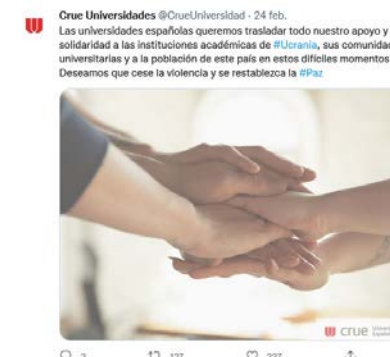 Crue Universidades @CrueUniversidad · 24 feb.
Las universidades españolas queremos trasladar todo nuestro apoyo y
solidaridad a las instituciones académicas de #Ucrania, sus
universitarias y a la población de este país en estos difíciles momentos
Deseamos que cese la violencia y se restablezca la #Paz
crue